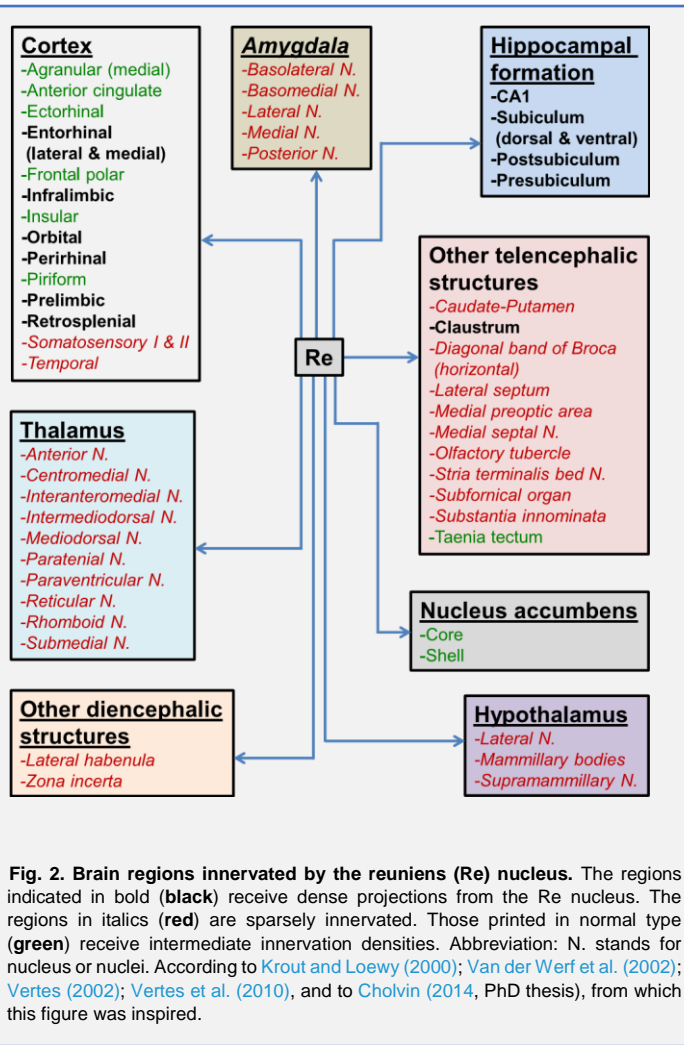 Cortex
-Agranular (medial)
-Anterior cingulate
-Ectorhinal
-Entorhinal
(lateral & medial)
-Frontal polar
-Infralimbic
-Insular
-Orbital
-Perirhinal
-Piriform
-Prelimbic
-Retrosplenial
-Somatosensory I & II
-Temporal
Amygdala
-Basolateral N.
-Basomedial N.
-Lateral N.
-Medial N.
-Posterior N.
Hippocampal
formation
-CA1
-Subiculum
(dorsal & ventral)
-Postsubiculum
-Presubiculum
Other telencephalic
structures
-Caudate-Putamen
-Claustrum
-Diagonal band of Broca
(horizontal)
-Lateral septum
-Medial preoptic area
-Medial septal N.
-Olfactory tubercle
-Stria terminalis bed N.
-Subfornical organ
-Substantia innominata
-Taenia tectum
Re
Thalamus
-Anterior N.
-Centromedial N.
-Interanteromedial N.
-Intermediodorsal N.
-Mediodorsal N.
-Paratenial N.
-Paraventricular N.
-Reticular N.
-Rhomboid N.
-Submedial N.
Nucleus accumbens
-Core
-Shell
Other diencephalic
structures
-Lateral habenula
-Zona incerta
Hypothalamus
-Lateral N.
-Mammillary bodies
-Supramammillary N.
Fig. 2. Brain regions innervated by the reuniens (Re) nucleus. The regions
indicated in bold (black) receive dense projections from the Re nucleus. The
regions in italics (red) are sparsely innervated. Those printed in normal type
(green) receive intermediate innervation densities. Abbreviation: N. stands for
nucleus or nuclei. According to Krout and Loewy (2000); Van der Werf et al. (2002);
Vertes (2002); Vertes et al. (2010), and to Cholvin (2014, PhD thesis), from which
this figure was inspired.